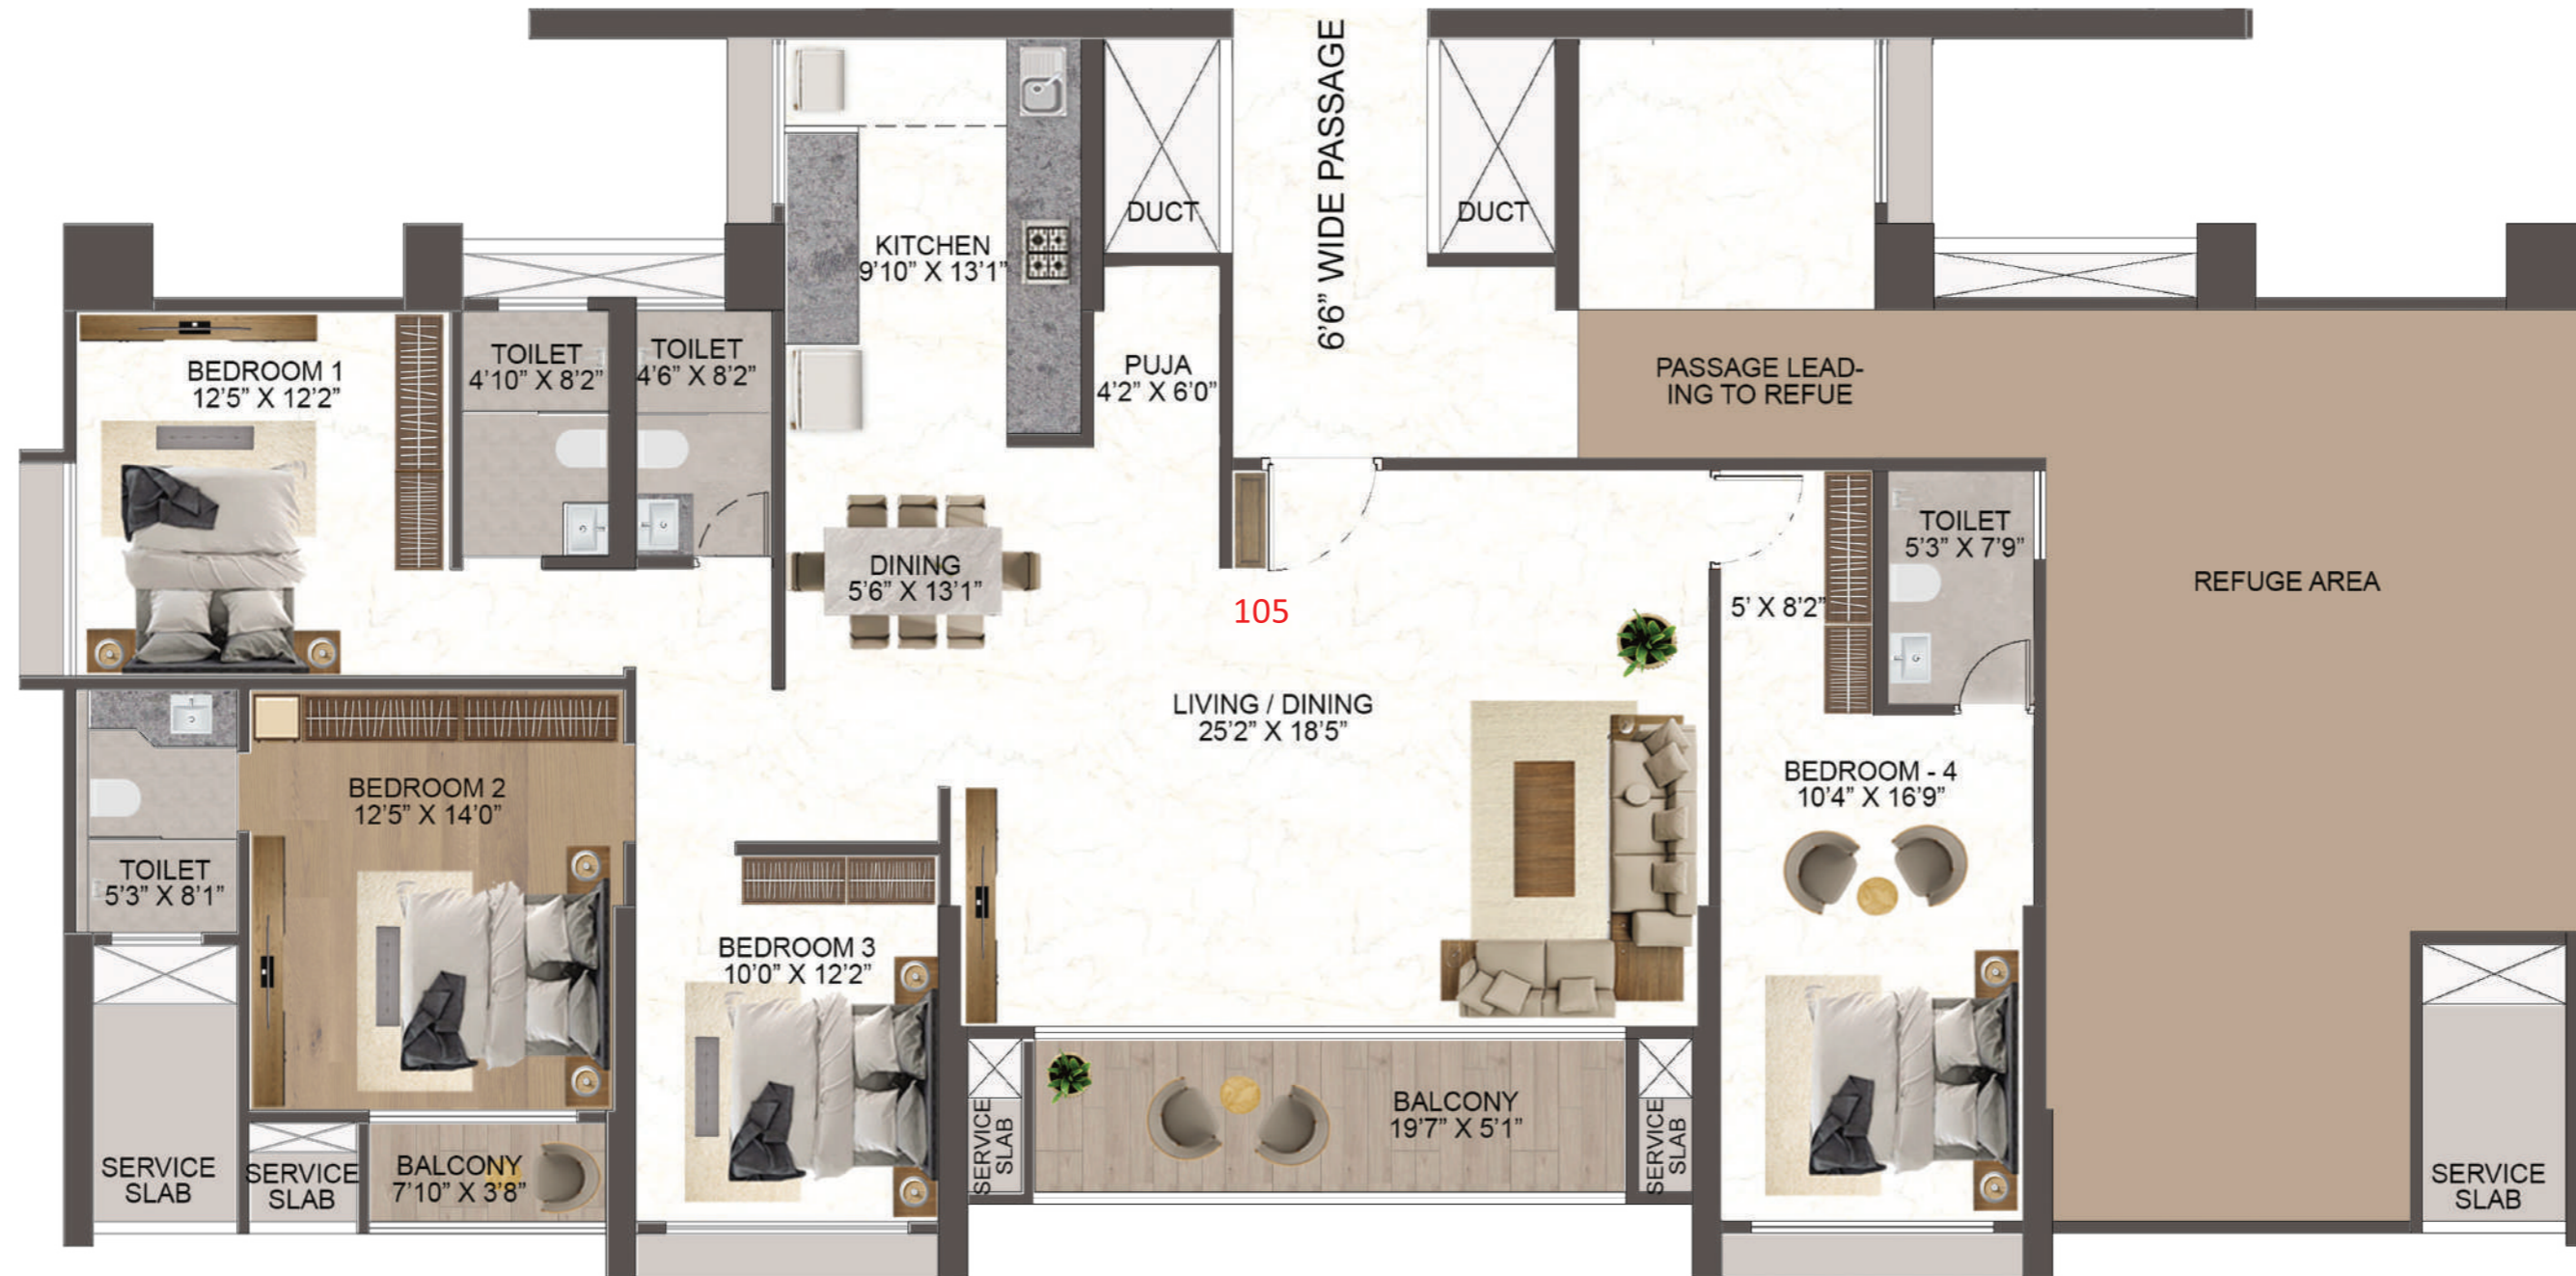 6’6” WIDE PASSAGE
DUCT
DUCT
KITCHEN
9’10” X 13’1”
TOILET
4’10” X 8’2”
TOILET
4’6” X 8’2”
BEDROOM 1
12’5” X 12’2”
PUJA
4’2” X 6’0”
PASSAGE LEAD-
ING TO REFUE
TOILET
5’3” X 7’9”
DINING
5’6” X 13’1”
105
5’ X 8’2”
REFUGE AREA
LIVING / DINING
25’2” X 18’5”
BEDROOM 2
12’5” X 14’0”
BEDROOM - 4
10’4” X 16’9”
TOILET
5’3” X 8’1”
BEDROOM 3
10’0” X 12’2”
SERVICE
SLAB
SERVICE
SLAB
BALCONY
7’10” X 3’8”
SERVICE
SLAB
BALCONY
19’7” X 5’1”
SERVICE
SLAB
SERVICE
SLAB